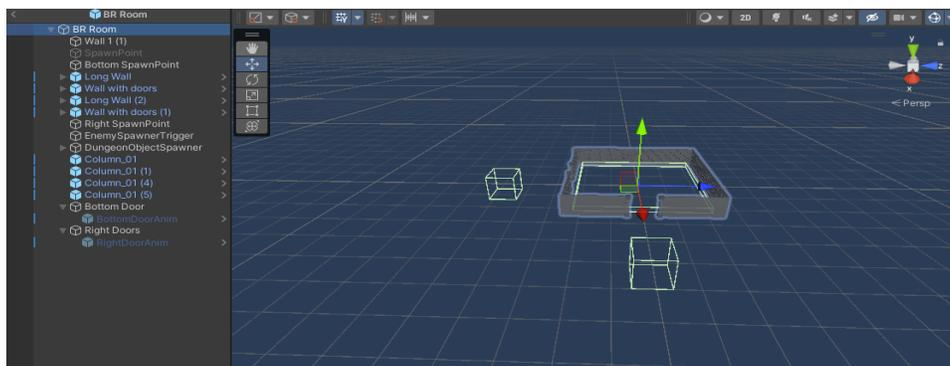 BR Room
BR Room
Wall 1 (1)
SpawnPoint
Bottom SpawnPoint
Long Wall
Wall with doors
Long Wall (2)
Wall with doors (1)
Right SpawnPoint
EnemySpawnerTrigger
DungeonObjectSpawner
Column_01
Column_01 (1)
Column_01 (4)
Column_01 (5)
Bottom Door
BottomDoorAnim
Right Doors
RightDoorAnim
2D
y
z
x
Persp